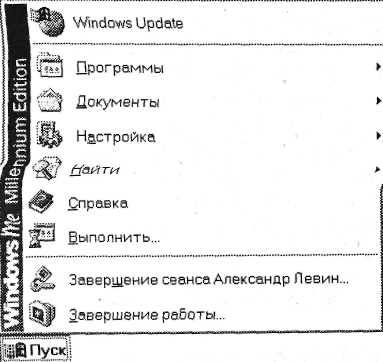 Windows Update
Программы
Документы
Настройка
Найти
Справка
Выполнить...
Завершение сеанса Александр Левин...
Завершение работы...
Windows Me Millennium Edition
Пуск